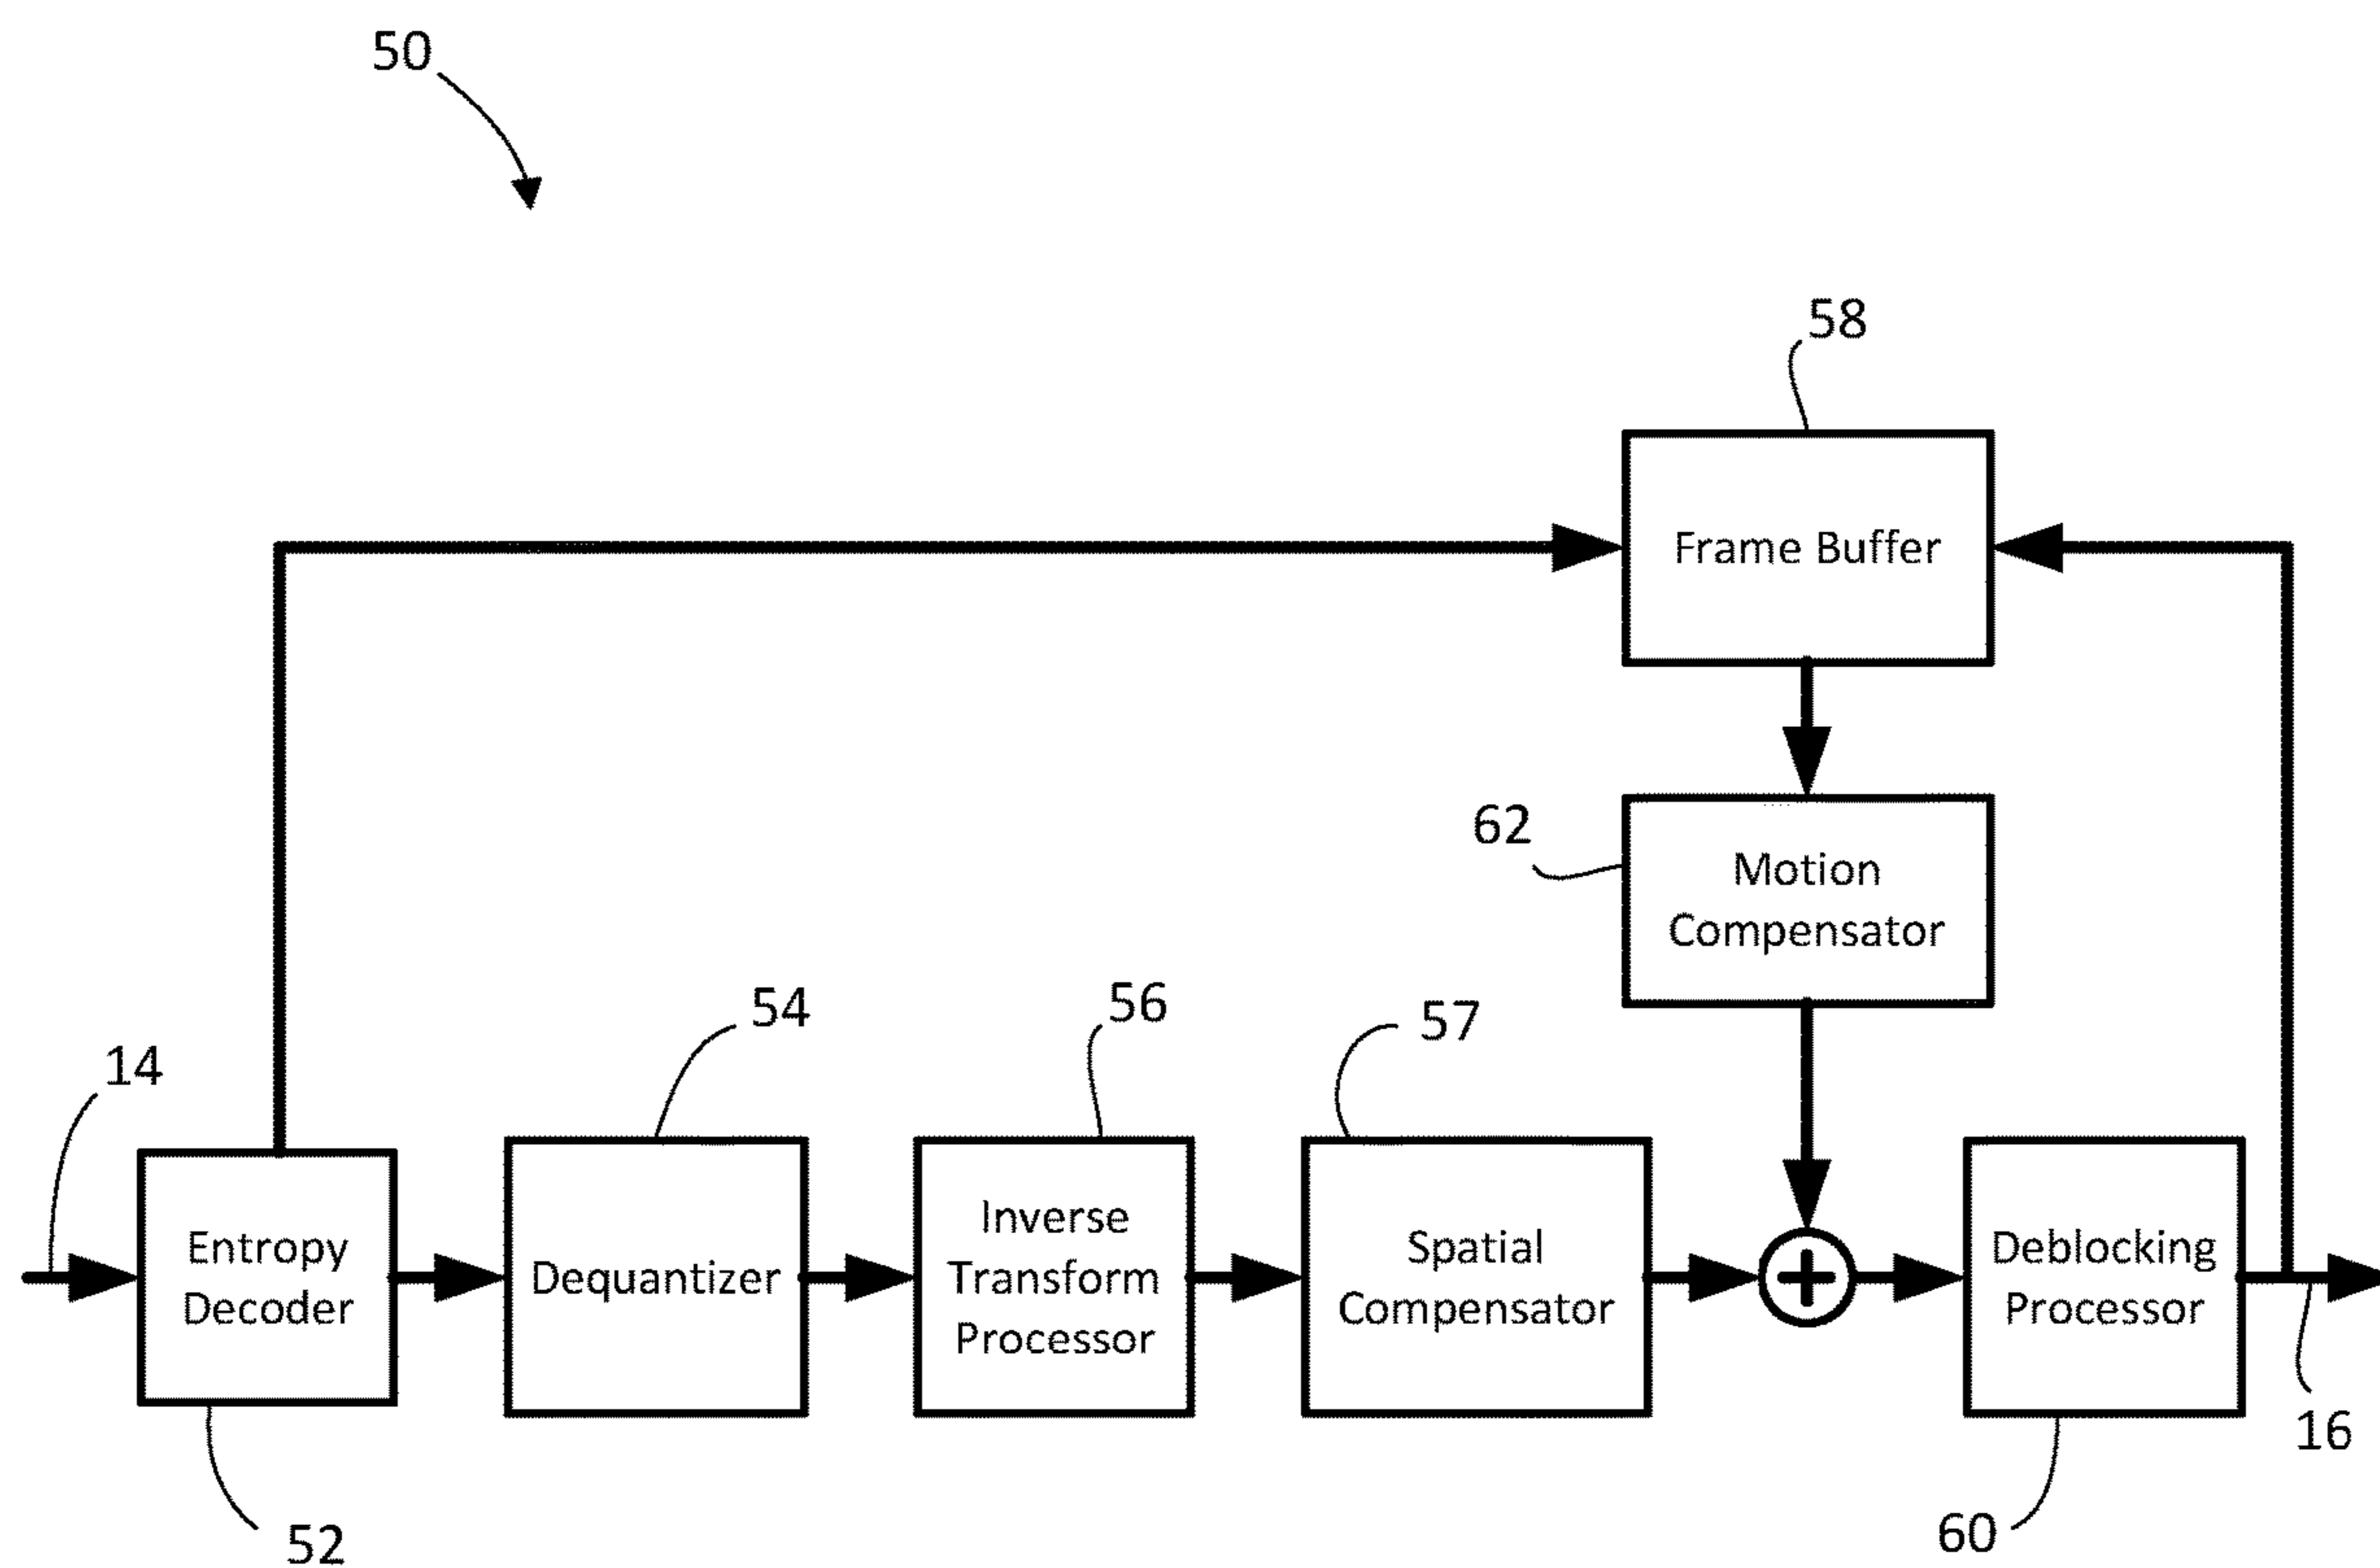 50
58
Frame Buffer
62
Motion
Compensator
54
56
57
14
Entropy
Decoder
Dequantizer
Inverse
Transform
Processor
Spatial
Compensator
Deblocking
Processor
16
52
60